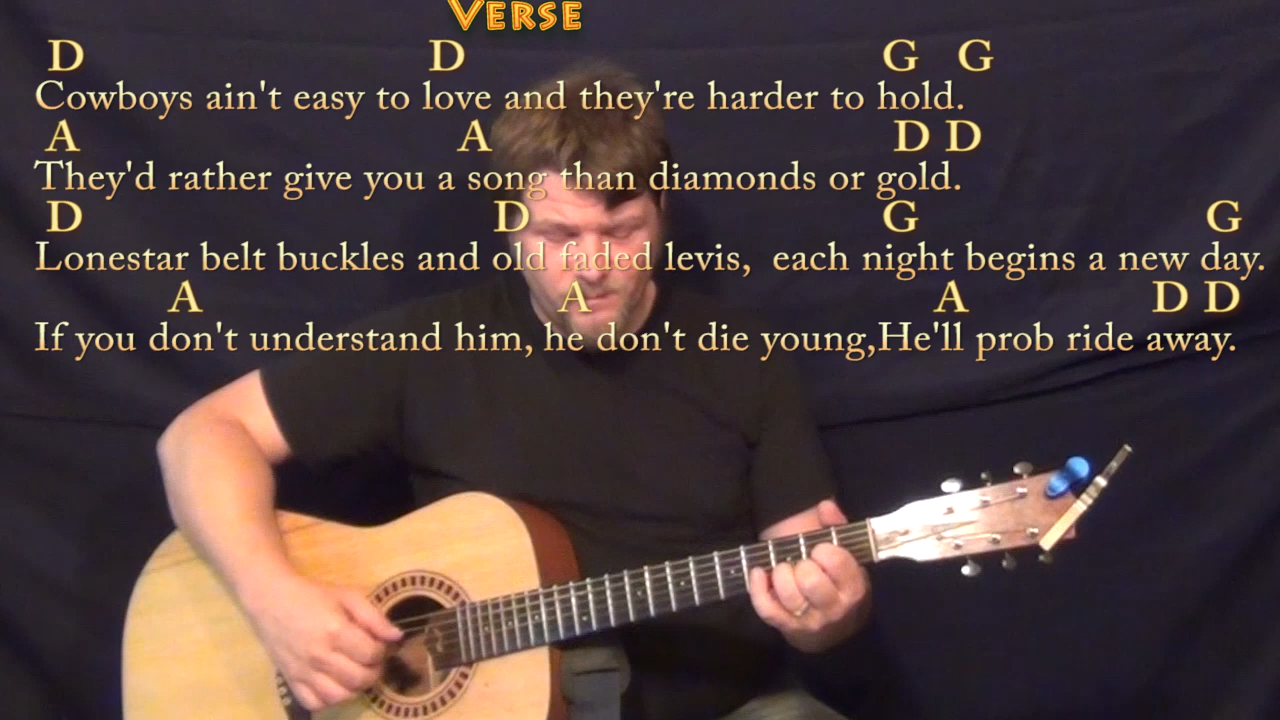 VERSE
D D G G
Cowboys ain't easy to love and they're harder to hold.
A A D D
They'd rather give you a song than diamonds or gold.
D D G G
Lonestar belt buckles and old faded levis, each night begins a new day.
A A A D D
If you don't understand him, he don't die young,He'll prob ride away.